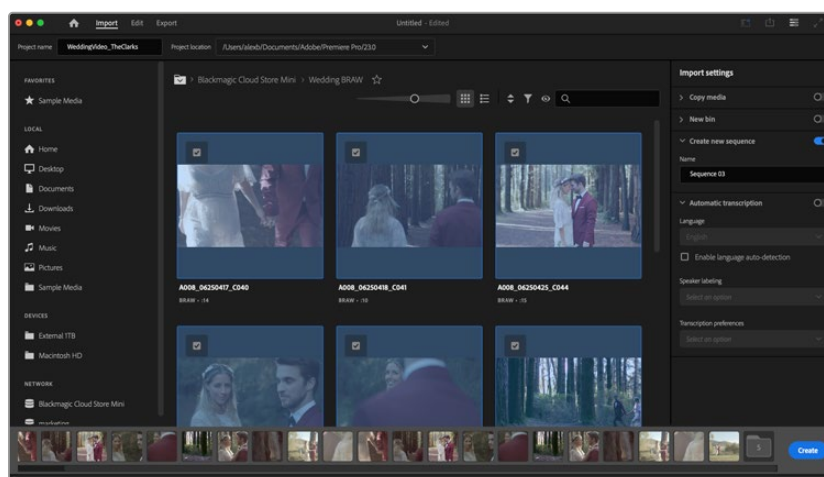 Import Edit Export Untitled - Edited
Project name WeddingVideo_TheClarks Project location /Users/alexb/Documents/Adobe/Premiere Pro/23.0
FAVORITES
Sample Media
LOCAL
Home
Desktop
Documents
Downloads
Movies
Music
Pictures
Sample Media
DEVICES
External 1TB
Macintosh HD
NETWORK
Blackmagic Cloud Store Mini
marketing
Blackmagic Cloud Store Mini > Wedding BRAW
A008_06250417_C040
BRAW • :14
A008_06250418_C041
BRAW • :10
A008_06250425_C044
BRAW • :15
Import settings
Copy media
New bin
Create new sequence
Name
Sequence 03
Automatic transcription
Language
English
Enable language auto-detection
Speaker labeling
Select an option
Transcription preferences
Select an option
5
Create